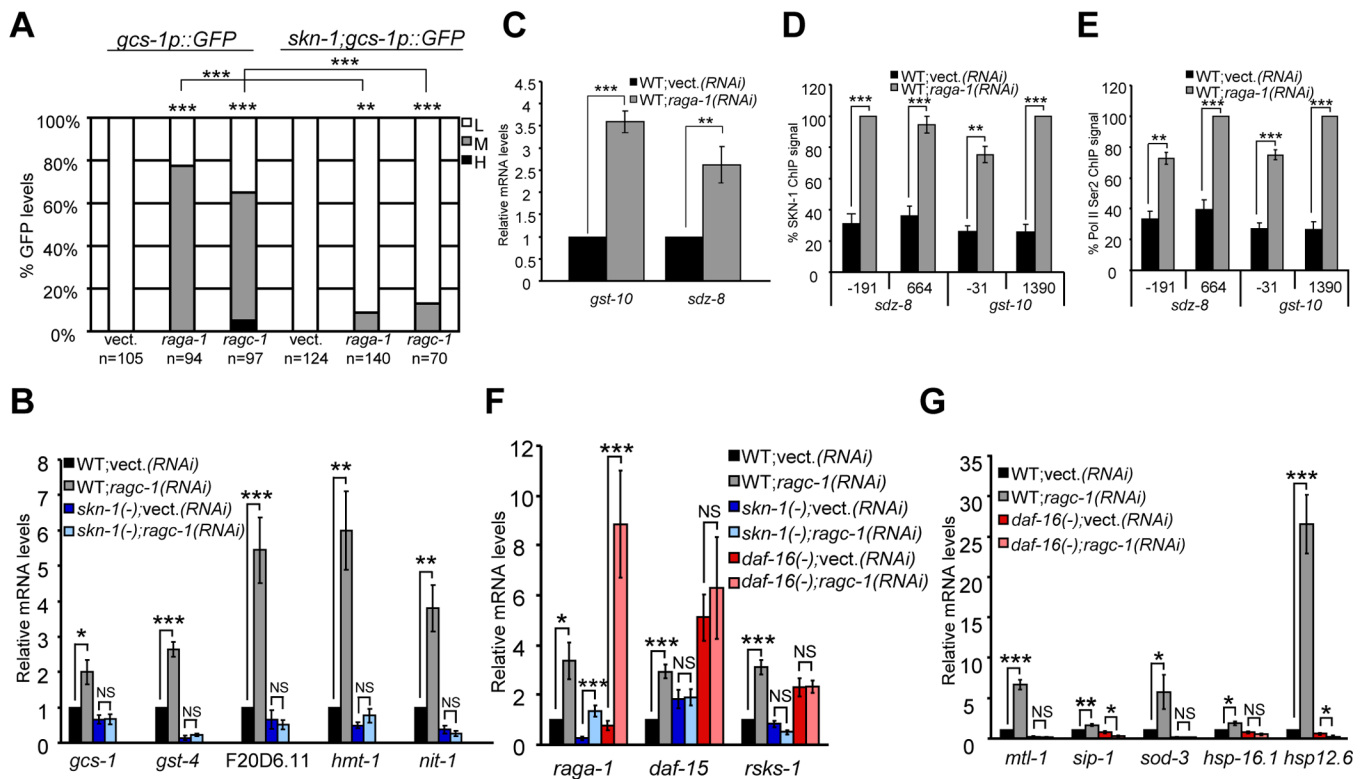 A
gcs-1p::GFP
skn-1;gcs-1p::GFP
***
***
***
***
**
***
% GFP levels
100%
80%
60%
40%
20%
0%
L
M
H
vect.
raga-1
ragc-1
vect.
raga-1
ragc-1
n=105
n=94
n=97
n=124
n=140
n=70
C
WT;vect.(RNAi)
WT;raga-1(RNAi)
Relative mRNA levels
4.5
4
3.5
3
2.5
2
1.5
1
0.5
0
***
**
gst-10
sdz-8
D
WT;vect.(RNAi)
WT;raga-1(RNAi)
% SKN-1 ChIP signal
120
100
80
60
40
20
0
***
***
**
***
-191
664
-31
1390
sdz-8
gst-10
E
WT;vect.(RNAi)
WT;raga-1(RNAi)
% Pol II Ser2 ChIP signal
120
100
80
60
40
20
0
**
***
***
***
-191
664
-31
1390
sdz-8
gst-10
B
WT;vect.(RNAi)
WT;ragc-1(RNAi)
skn-1(-);vect.(RNAi)
skn-1(-);ragc-1(RNAi)
Relative mRNA levels
8
7
6
5
4
3
2
1
0
*
NS
***
NS
***
NS
**
NS
**
NS
gcs-1
gst-4
F20D6.11
hmt-1
nit-1
F
WT;vect.(RNAi)
WT;ragc-1(RNAi)
skn-1(-);vect.(RNAi)
skn-1(-);ragc-1(RNAi)
daf-16(-);vect.(RNAi)
daf-16(-);ragc-1(RNAi)
Relative mRNA levels
12
10
8
6
4
2
0
*
***
***
***
NS
NS
***
NS
NS
raga-1
daf-15
rsks-1
G
WT;vect.(RNAi)
WT;ragc-1(RNAi)
daf-16(-);vect.(RNAi)
daf-16(-);ragc-1(RNAi)
Relative mRNA levels
35
30
25
20
15
10
5
0
***
NS
**
*
*
NS
*
NS
***
*
mtl-1
sip-1
sod-3
hsp-16.1
hsp12.6